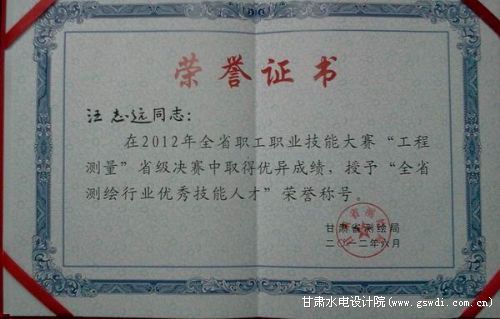 荣誉证书
汪志远同志：
在2012年全省职工职业技能大赛“工程
测量”省级决赛中取得优异成绩，授予“全省
测绘行业优秀技能人才”荣誉称号。
甘肃省测绘局
二〇一二年六月
甘肃水电设计院(www.gswdi.com.cn)